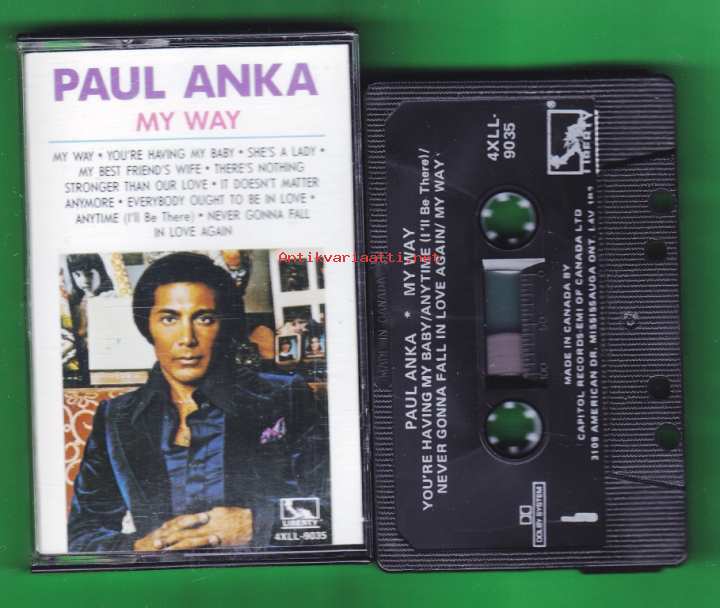 PAUL ANKA
MY WAY
MY WAY • YOU'RE HAVING MY BABY • SHE'S A LADY •
MY BEST FRIEND'S WIFE • THERE'S NOTHING
STRONGER THAN OUR LOVE • IT DOESN'T MATTER
ANYMORE • EVERYBODY OUGHT TO BE IN LOVE •
ANYTIME (I'll Be There) • NEVER GONNA FALL
IN LOVE AGAIN
Antikvariaatti.net
LIBERTY
4XLL-9035
4XLL-
9035
LIBERTY
MADE IN CANADA
PAUL ANKA * MY WAY
YOU'RE HAVING MY BABY/ANYTIME (I'll Be There)/
NEVER GONNA FALL IN LOVE AGAIN/ MY WAY
MADE IN CANADA BY
CAPITOL RECORDS-EMI OF CANADA LTD
3109 AMERICAN DR. MISSISSAUGA ONT.
DOLBY SYSTEM